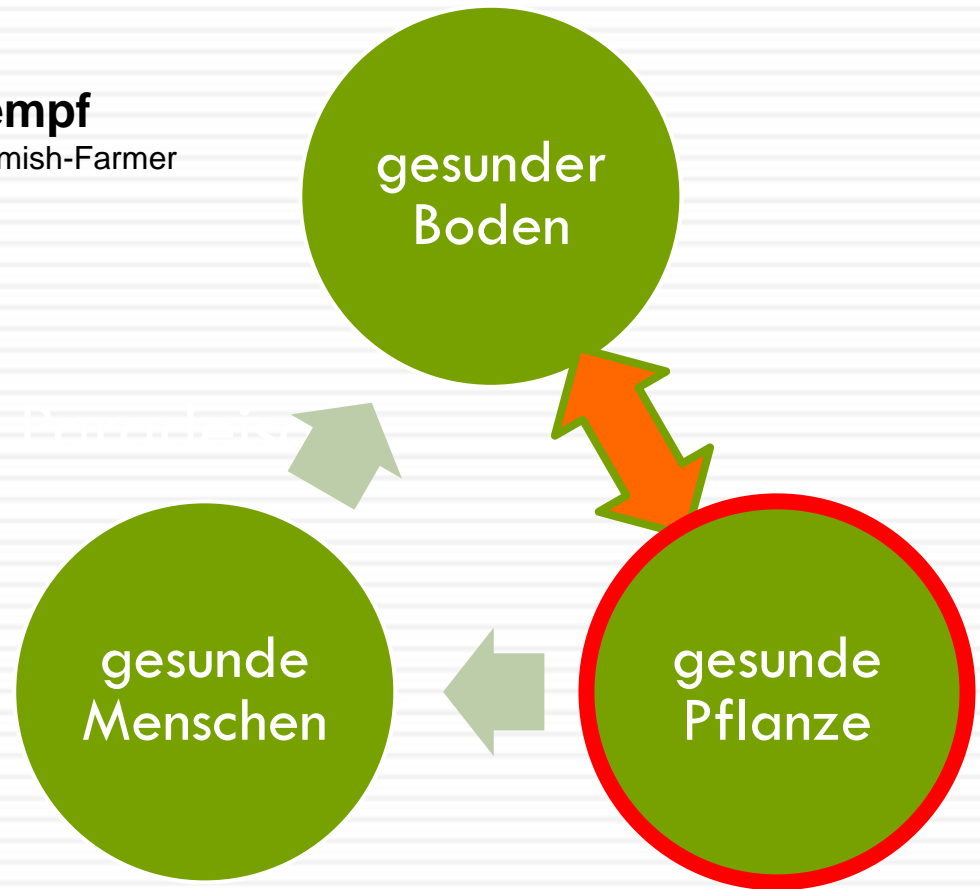 empf
mish-Farmer
gesunder
Boden
gesunde
Menschen
gesunde
Pflanze